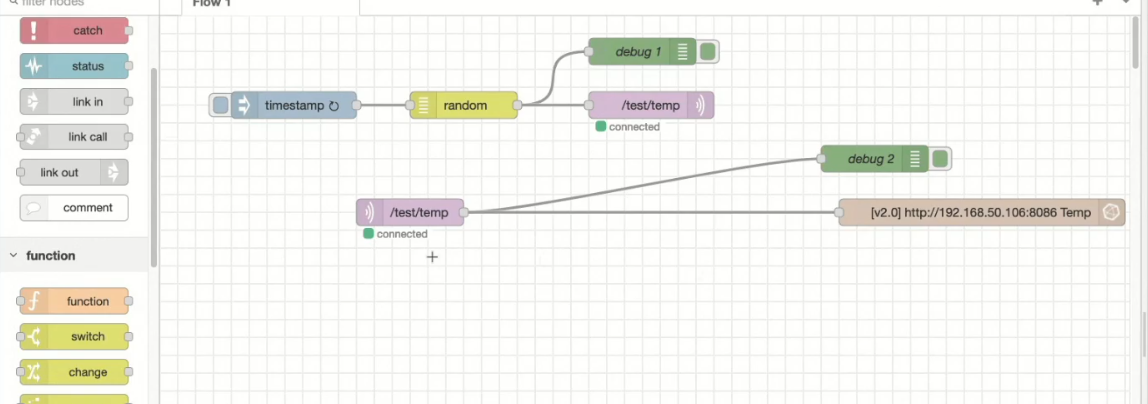 filter nodes
Flow 1
catch
status
link in
link call
link out
comment
function
function
switch
change
debug 1
timestamp ↻
random
/test/temp
connected
debug 2
/test/temp
[v2.0] http://192.168.50.106:8086 Temp
connected